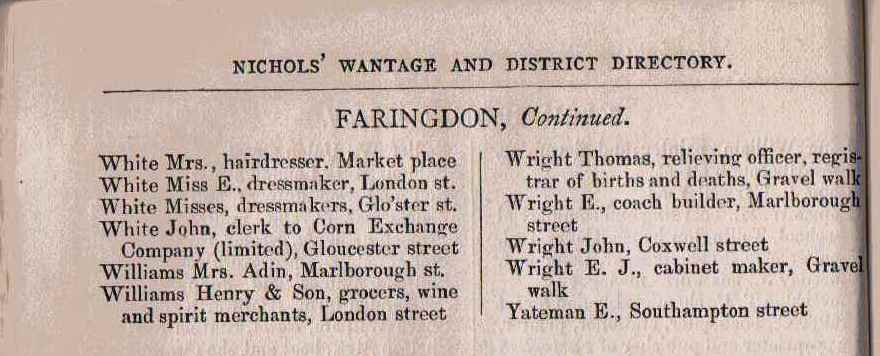 NICHOLS' WANTAGE AND DISTRICT DIRECTORY.
FARINGDON, Continued.
White Mrs., hairdresser. Market place
White Miss E., dressmaker, London st.
White Misses, dressmakers, Glo'ster st.
White John, clerk to Corn Exchange
Company (limited), Gloucester street
Williams Mrs. Adin, Marlborough st.
Williams Henry & Son, grocers, wine
and spirit merchants, London street
Wright Thomas, relieving officer, regis-
trar of births and deaths, Gravel walk
Wright E., coach builder, Marlborough
street
Wright John, Coxwell street
Wright E. J., cabinet maker, Gravel
walk
Yateman E., Southampton street